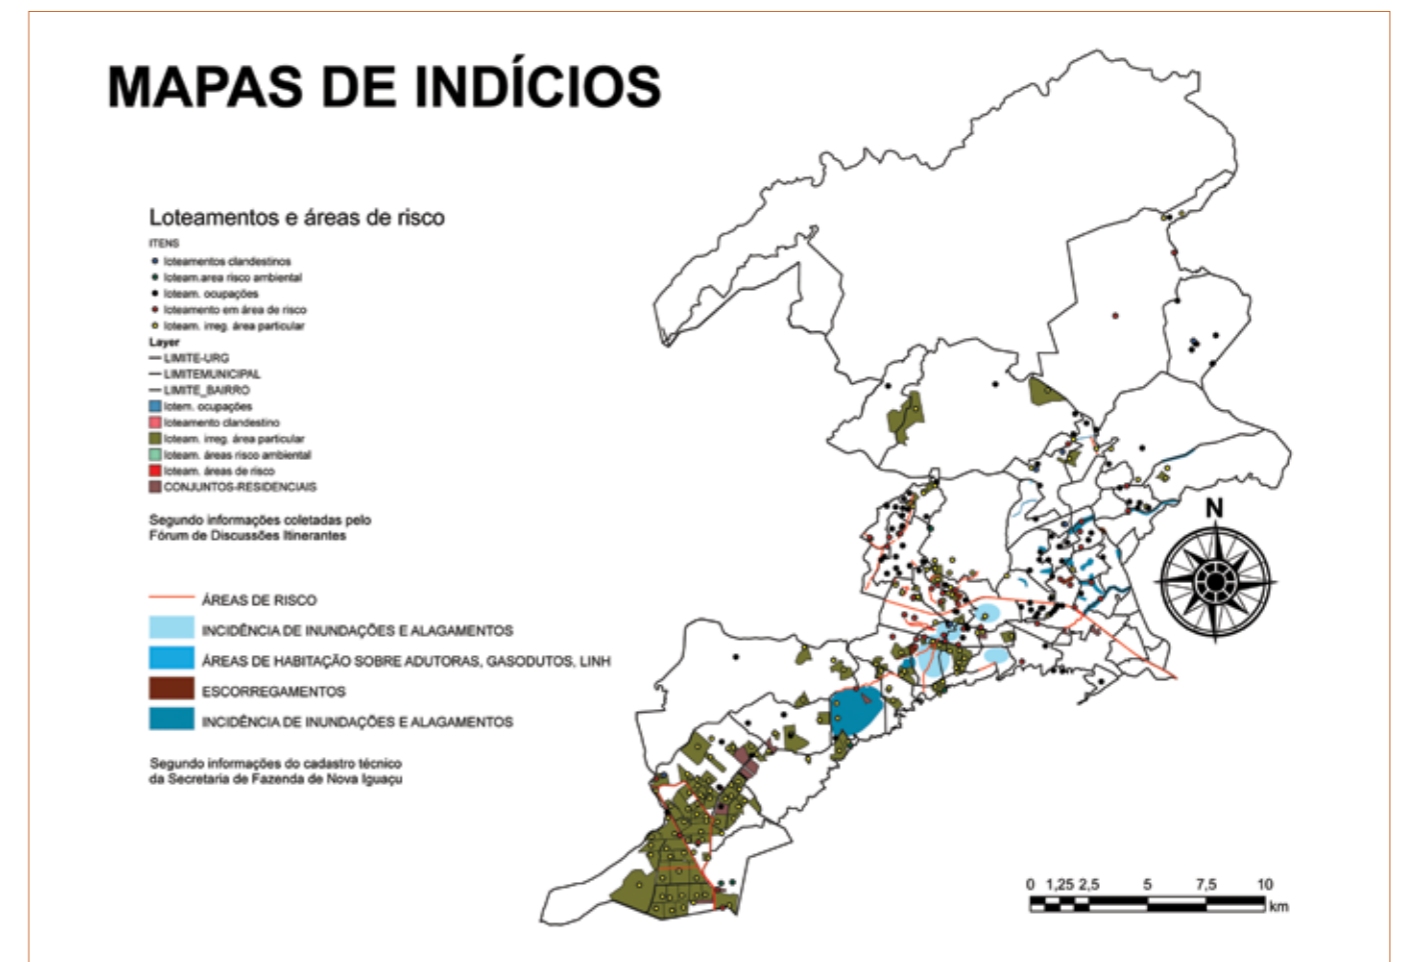 MAPAS DE INDÍCIOS
Loteamentos e áreas de risco
ITENS
loteamentos clandestinos
loteam.area risco ambiental
loteam. ocupações
loteamento em área de risco
loteam. irreg. área particular
Layer
LIMITE-URG
LIMITEMUNICIPAL
LIMITE_BAIRRO
lotem. ocupações
loteamento clandestino
loteam. irreg. área particular
loteam. áreas risco ambiental
loteam. áreas de risco
CONJUNTOS-RESIDENCIAIS
Segundo informações coletadas pelo
Fórum de Discussões Itinerantes
ÁREAS DE RISCO
INCIDÊNCIA DE INUNDAÇÕES E ALAGAMENTOS
ÁREAS DE HABITAÇÃO SOBRE ADUTORAS, GASODUTOS, LINH
ESCORREGAMENTOS
INCIDÊNCIA DE INUNDAÇÕES E ALAGAMENTOS
Segundo informações do cadastro técnico
da Secretaria de Fazenda de Nova Iguaçu
N
0 1,25 2,5 5 7,5 10
km